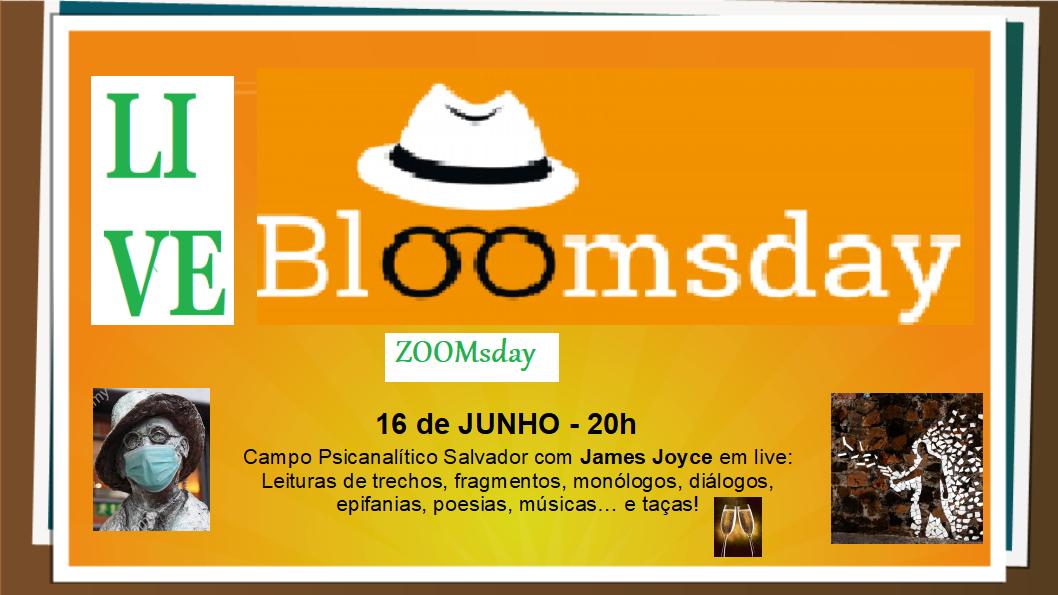 LI
VE
Bloomsday
ZOOMsday
16 de JUNHO - 20h
Campo Psicanalítico Salvador com James Joyce em live:
Leituras de trechos, fragmentos, monólogos, diálogos,
epifanias, poesias, músicas... e taças!